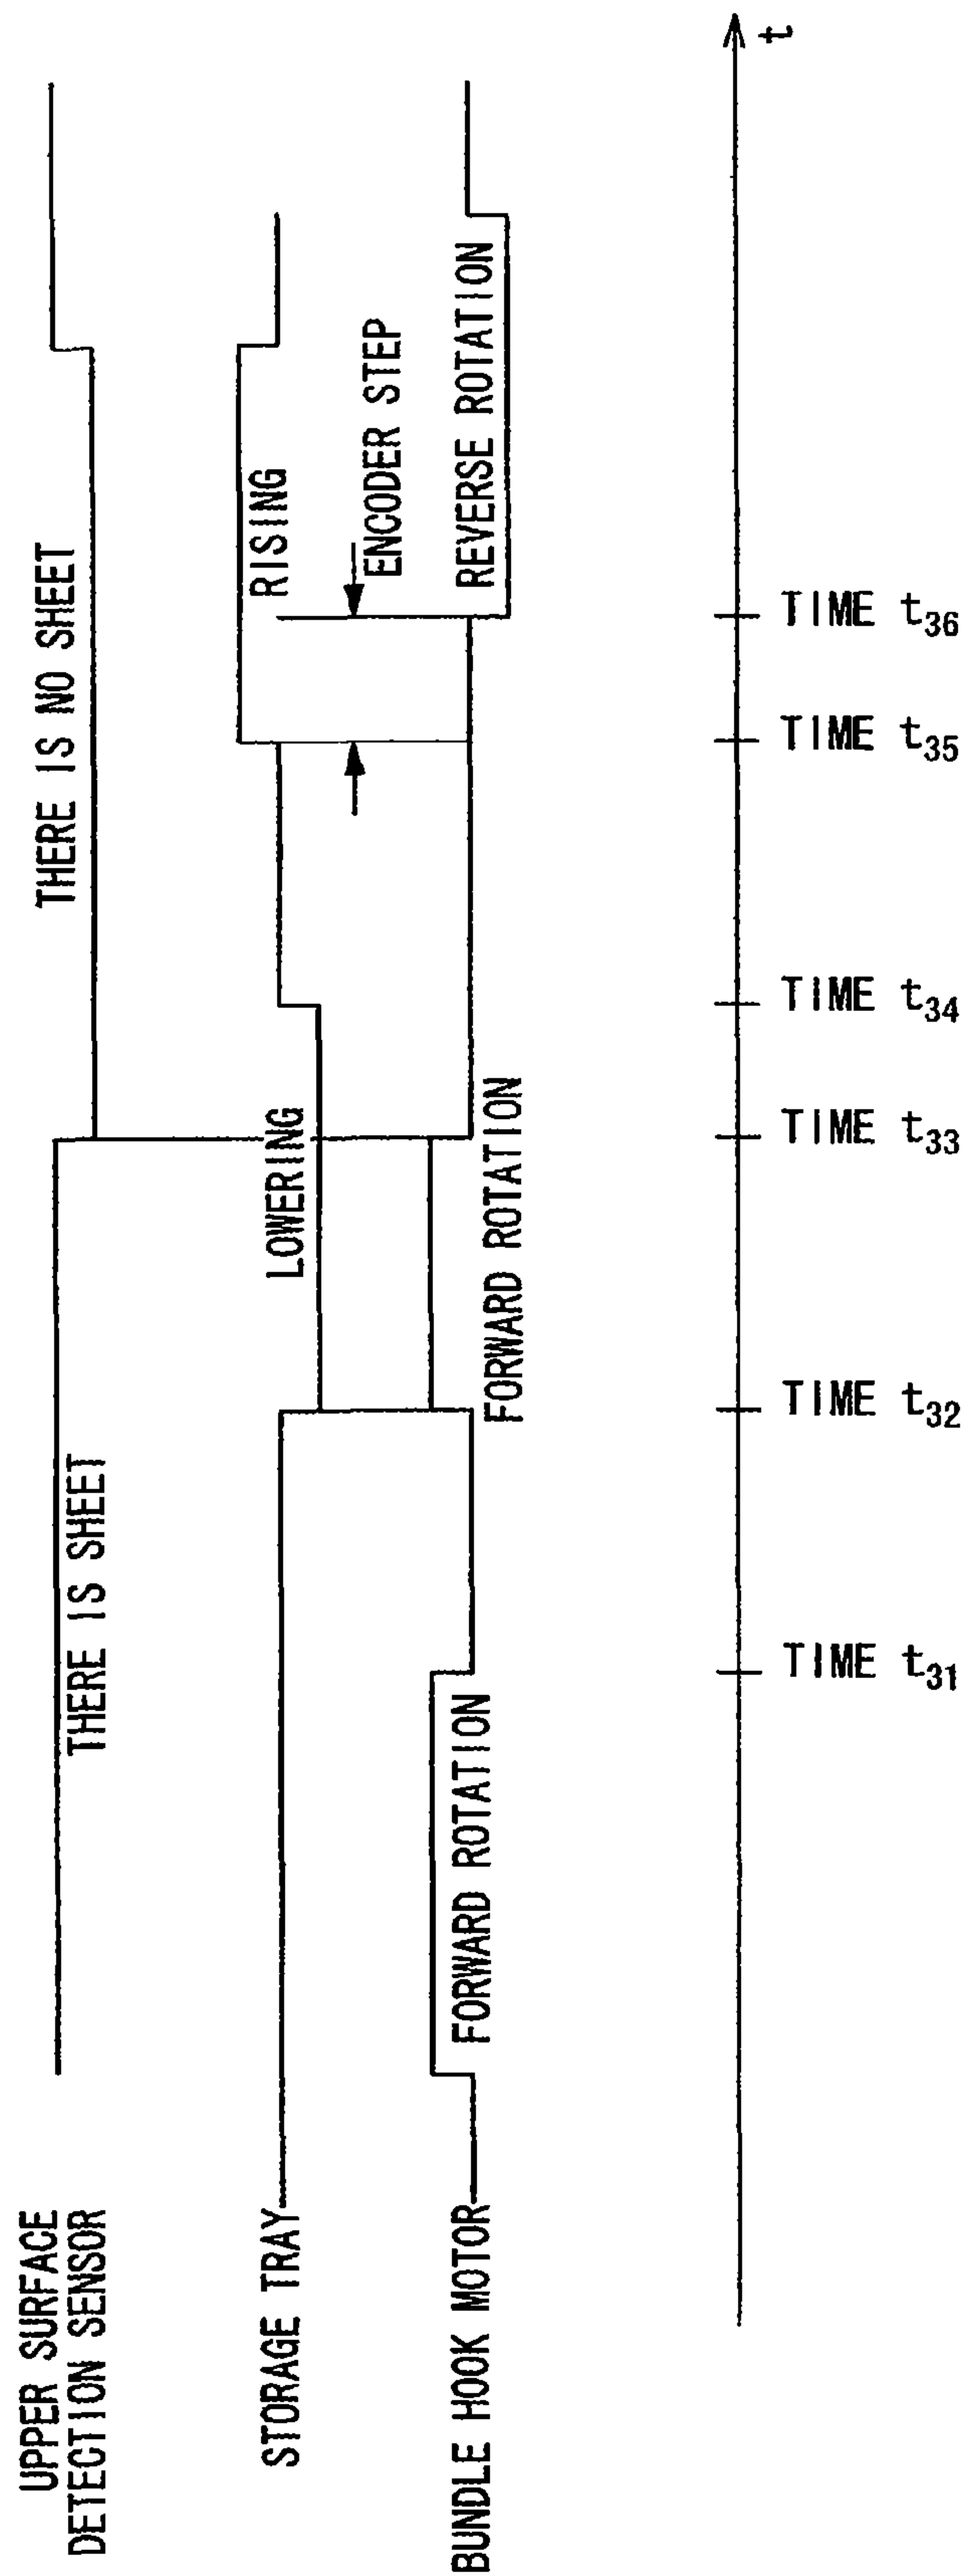 UPPER SURFACE
DETECTION SENSOR
THERE IS SHEET
THERE IS NO SHEET
STORAGE TRAY
LOWERING
RISING
ENCODER STEP
BUNDLE HOOK MOTOR
FORWARD ROTATION
FORWARD ROTATION
REVERSE ROTATION
t
TIME t31
TIME t32
TIME t33
TIME t34
TIME t35
TIME t36